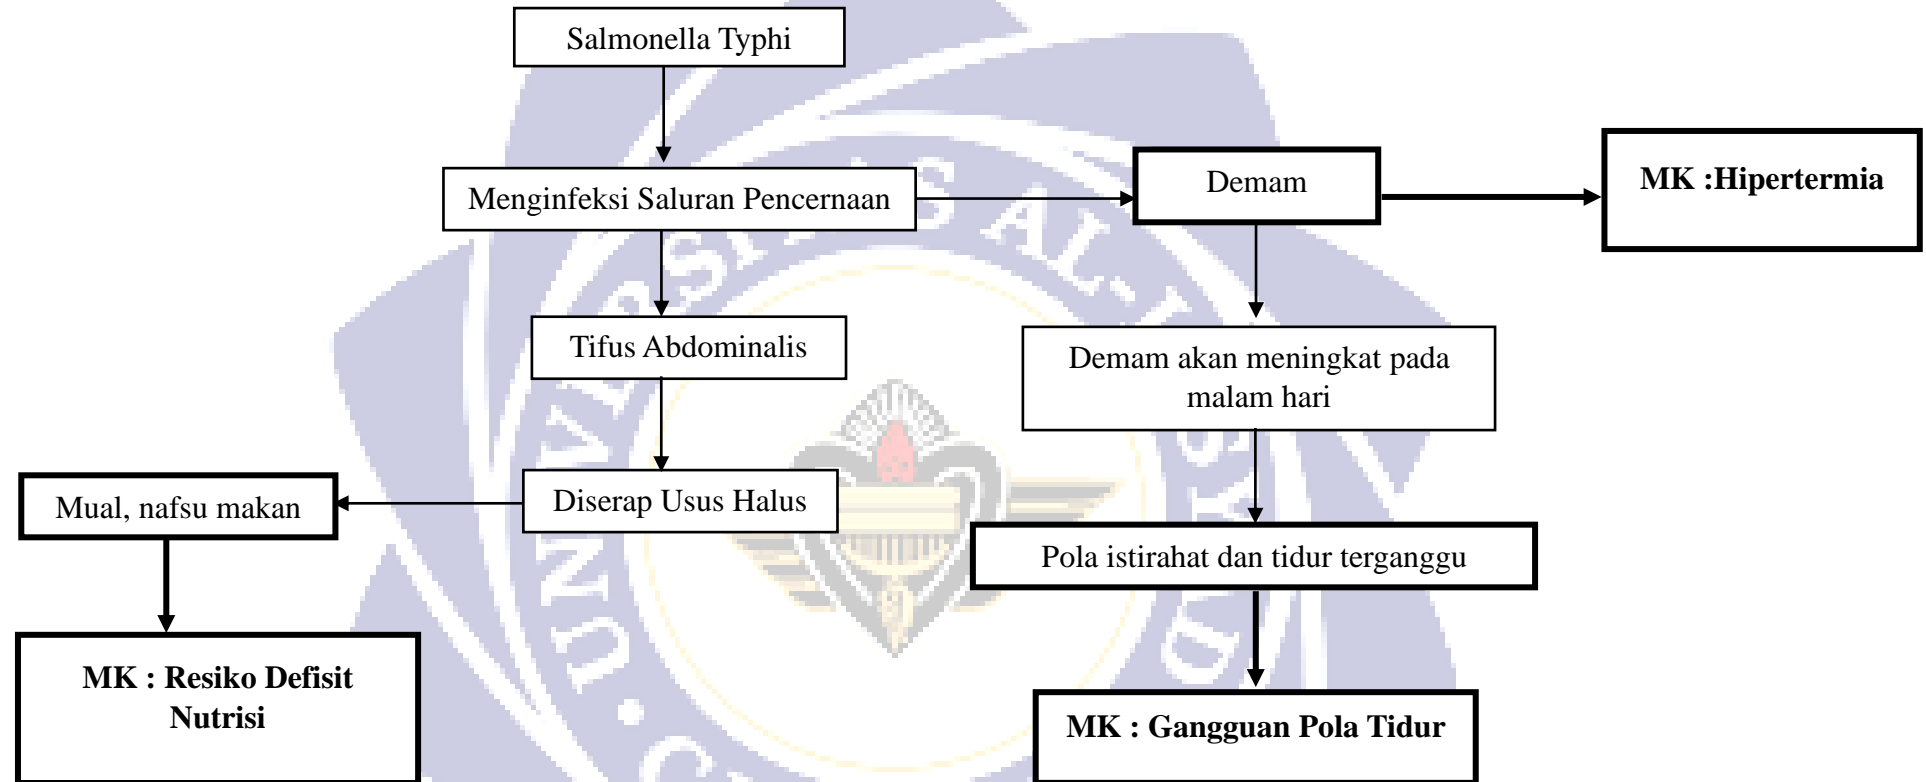 Salmonella Typhi
Menginfeksi Saluran Pencernaan
Demam
MK :Hipertermia
Tifus Abdominalis
Demam akan meningkat pada
malam hari
Mual, nafsu makan
Diserap Usus Halus
Pola istirahat dan tidur terganggu
MK : Resiko Defisit
Nutrisi
MK : Gangguan Pola Tidur